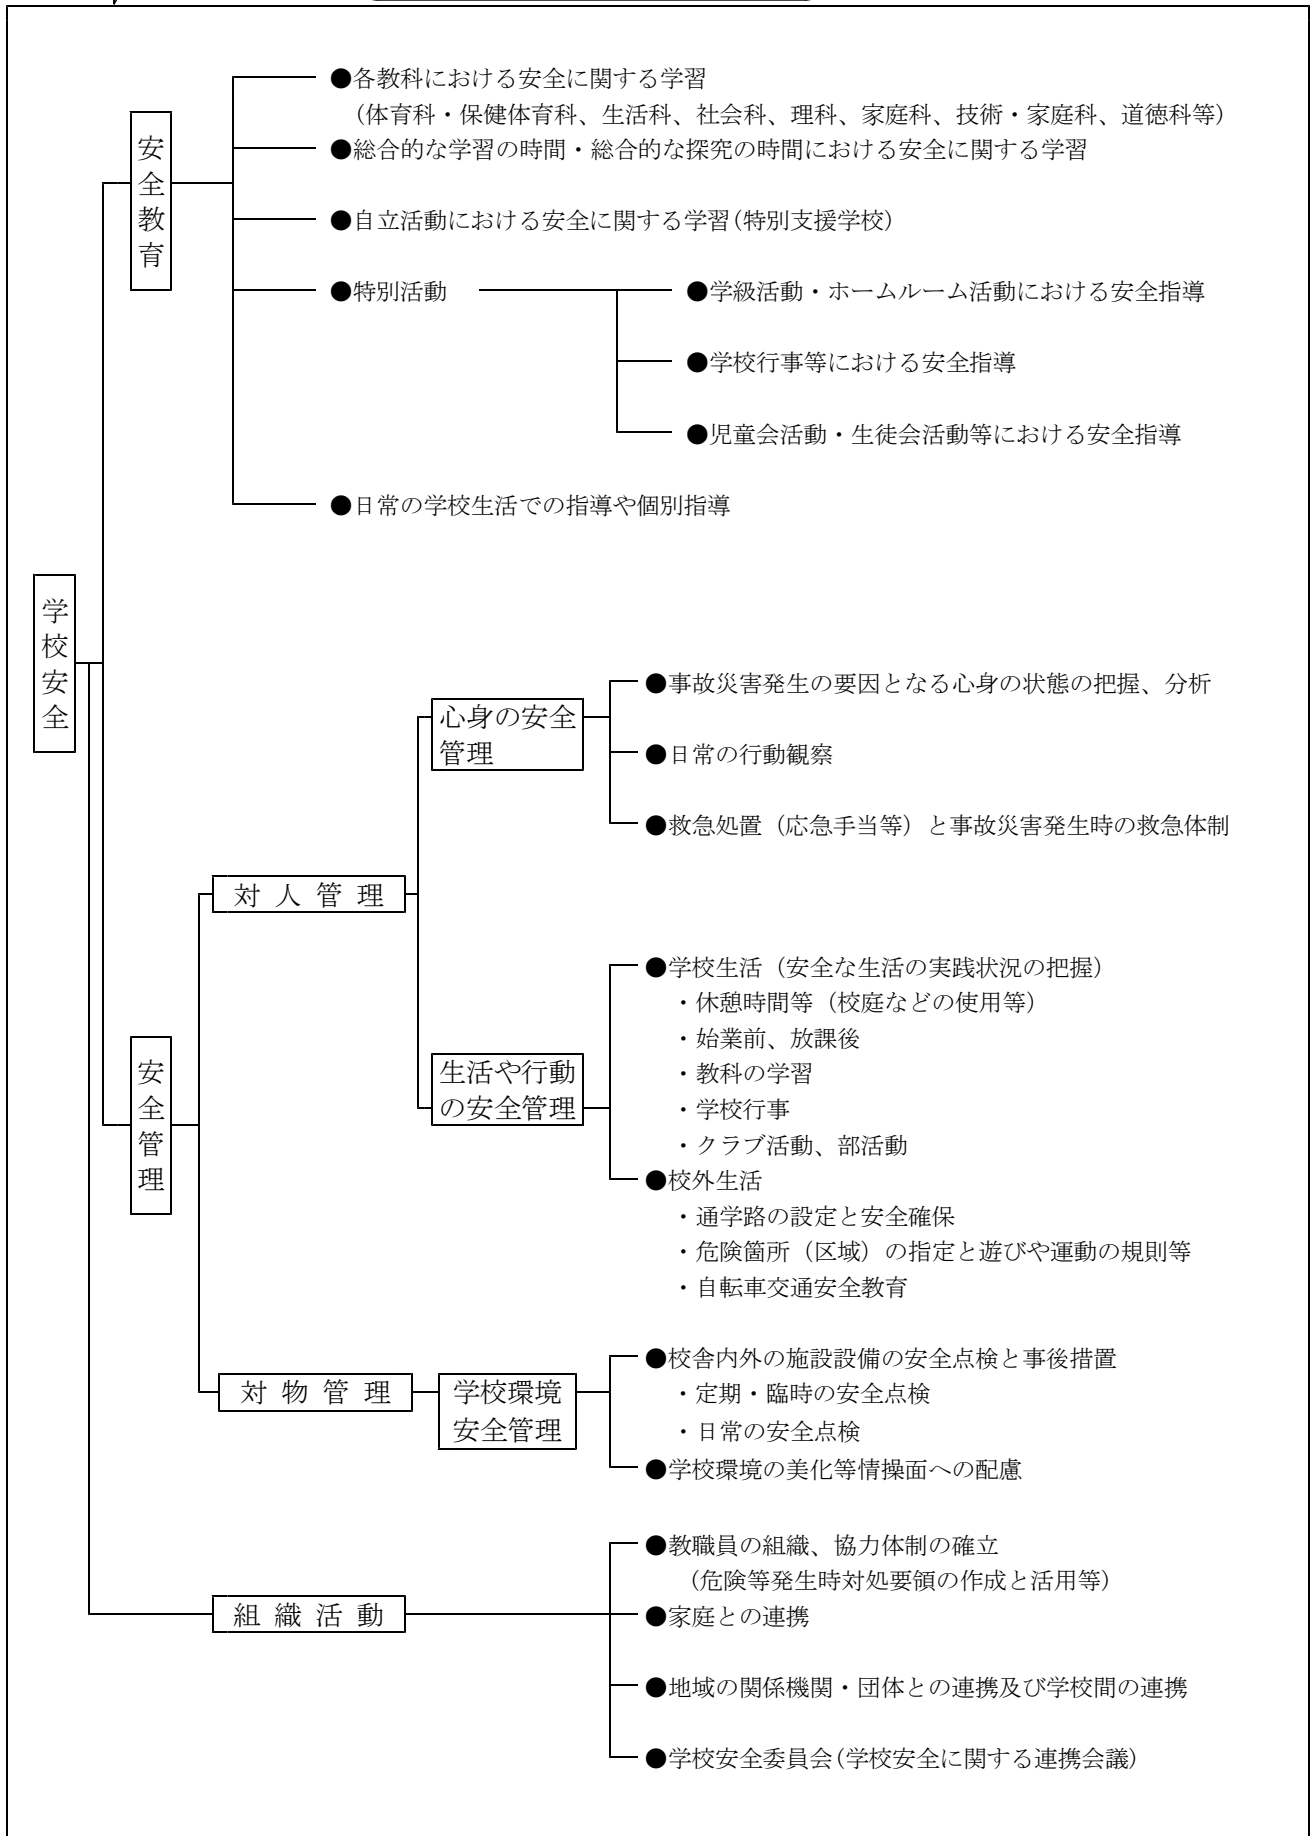 学校安全
安全教育
●各教科における安全に関する学習
(体育科・保健体育科、生活科、社会科、理科、家庭科、技術・家庭科、道徳科等)
●総合的な学習の時間・総合的な探究の時間における安全に関する学習
●自立活動における安全に関する学習(特別支援学校)
●特別活動
●学級活動・ホームルーム活動における安全指導
●学校行事等における安全指導
●児童会活動・生徒会活動等における安全指導
●日常の学校生活での指導や個別指導
安全管理
対人管理
心身の安全
管理
●事故災害発生の要因となる心身の状態の把握、分析
●日常の行動観察
●救急処置（応急手当等）と事故災害発生時の救急体制
生活や行動
の安全管理
●学校生活（安全な生活の実践状況の把握）
・休憩時間等（校庭などの使用等）
・始業前、放課後
・教科の学習
・学校行事
・クラブ活動、部活動
●校外生活
・通学路の設定と安全確保
・危険箇所（区域）の指定と遊びや運動の規則等
・自転車交通安全教育
対物管理
学校環境
安全管理
●校舎内外の施設設備の安全点検と事後措置
・定期・臨時の安全点検
・日常の安全点検
●学校環境の美化等情操面への配慮
組織活動
●教職員の組織、協力体制の確立
（危険等発生時対処要領の作成と活用等）
●家庭との連携
●地域の関係機関・団体との連携及び学校間の連携
●学校安全委員会(学校安全に関する連携会議)